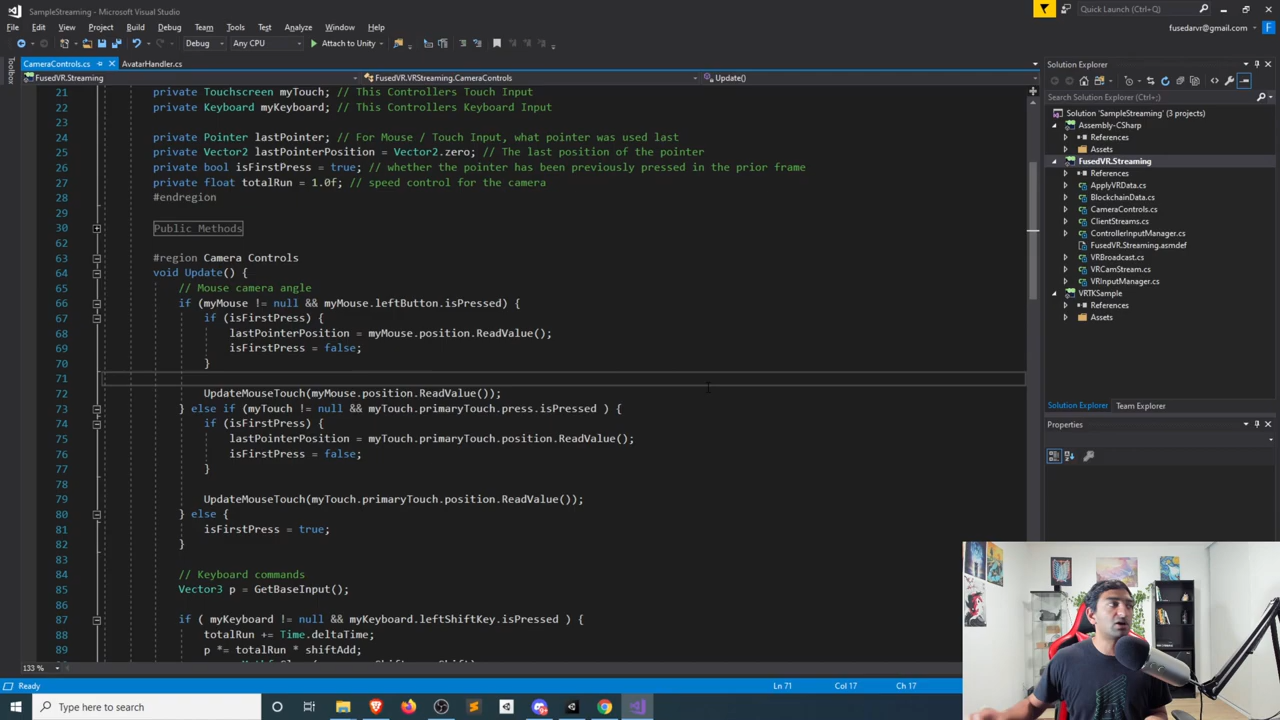 SampleStreaming - Microsoft Visual Studio
Quick Launch (Ctrl+Q)
File Edit View Project Build Debug Team Tools Test Analyze Window Help
fusedarvr@gmail.com
F
Debug Any CPU Attach to Unity
Toolbox
CameraControls.cs AvatarHandler.cs
FusedVR.Streaming FusedVR.VRStreaming.CameraControls Update()
21 private Touchscreen myTouch; // This Controllers Touch Input
22 private Keyboard myKeyboard; // This Controllers Keyboard Input
23
24 private Pointer lastPointer; // For Mouse / Touch Input, what pointer was used last
25 private Vector2 lastPointerPosition = Vector2.zero; // The last position of the pointer
26 private bool isFirstPress = true; // whether the pointer has been previously pressed in the prior frame
27 private float totalRun = 1.0f; // speed control for the camera
28 #endregion
29
30 Public Methods
62
63 #region Camera Controls
64 void Update() {
65 // Mouse camera angle
66 if (myMouse != null && myMouse.leftButton.isPressed) {
67 if (isFirstPress) {
68 lastPointerPosition = myMouse.position.ReadValue();
69 isFirstPress = false;
70 }
71
72 UpdateMouseTouch(myMouse.position.ReadValue());
73 } else if (myTouch != null && myTouch.primaryTouch.press.isPressed ) {
74 if (isFirstPress) {
75 lastPointerPosition = myTouch.primaryTouch.position.ReadValue();
76 isFirstPress = false;
77 }
78
79 UpdateMouseTouch(myTouch.primaryTouch.position.ReadValue());
80 } else {
81 isFirstPress = true;
82 }
83
84 // Keyboard commands
85 Vector3 p = GetBaseInput();
86
87 if ( myKeyboard != null && myKeyboard.leftShiftKey.isPressed ) {
88 totalRun += Time.deltaTime;
89 p *= totalRun * shiftAdd;
133 %
Ready
Ln 71 Col 17 Ch 17
Solution Explorer
Search Solution Explorer (Ctrl+;)
Solution 'SampleStreaming' (3 projects)
Assembly-CSharp
References
Assets
FusedVR.Streaming
References
ApplyVRData.cs
BlockchainData.cs
CameraControls.cs
ClientStreams.cs
ControllerInputManager.cs
FusedVR.Streaming.asmdef
VRBroadcast.cs
VRCamStream.cs
VRInputManager.cs
VRTKSample
References
Assets
Solution Explorer Team Explorer
Properties
Type here to search